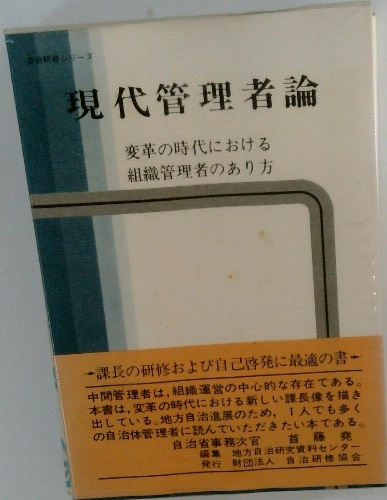 自治研修シリーズ
現代管理者論
変革の時代における
組織管理者のあり方
課長の研修および自己啓発に最適の書
中間管理者は,組織運営の中心的な存在である。
本書は,変革の時代における新しい課長像を描き
出している。地方自治進展のため,1人でも多く
の自治体管理者に読んでいただきたい本である。
自治省事務次官 首藤堯
編集 地方自治研究資料センター
発行 財団法人 自治研修協会